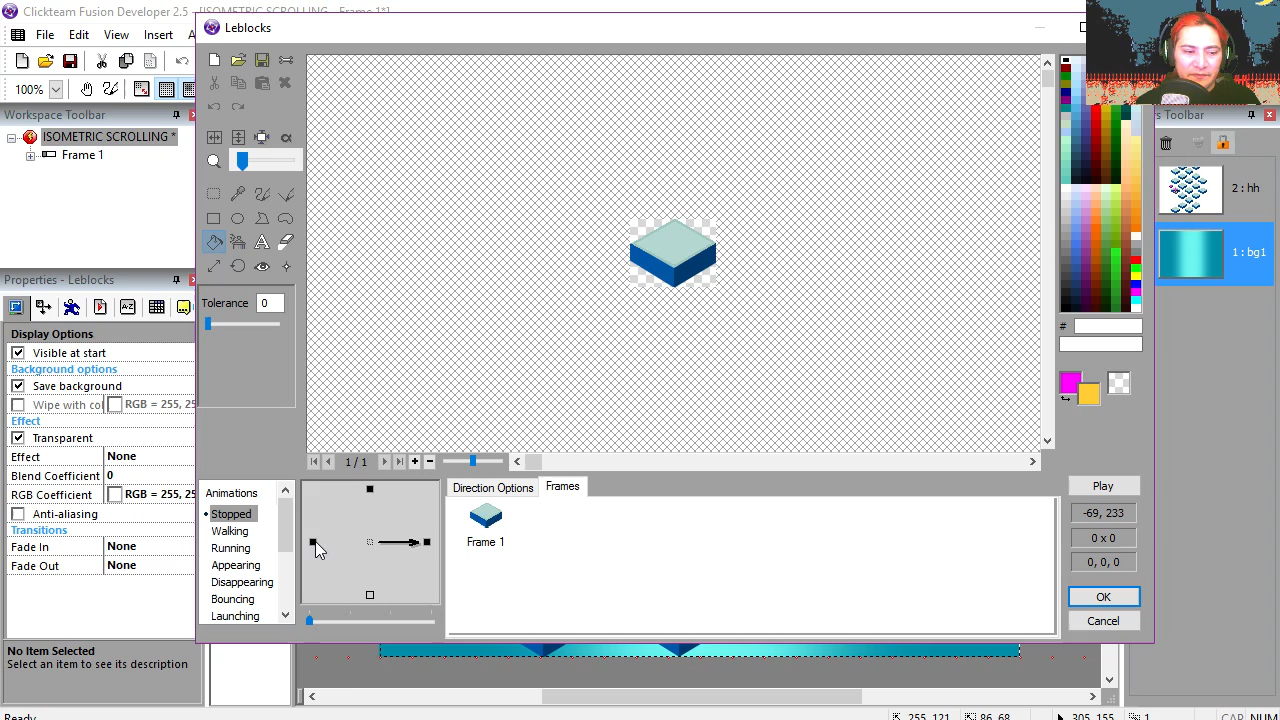 Clickteam Fusion Developer 2.5 - [ISOMETRIC SCROLLING - Frame 1*]
File Edit View Insert A
100%
Workspace Toolbar
ISOMETRIC SCROLLING *
Frame 1
Properties - Leblocks
Display Options
Visible at start
Background options
Save background
Wipe with col RGB = 255, 25
Effect
Transparent
Effect None
Blend Coefficient 0
RGB Coefficient RGB = 255, 25
Anti-aliasing
Transitions
Fade In None
Fade Out None
No Item Selected
Select an item to see its description
Ready
Leblocks
Tolerance 0
1 / 1
Animations
Stopped
Walking
Running
Appearing
Disappearing
Bouncing
Launching
Direction Options Frames
Frame 1
#
Play
-69, 233
0 x 0
0, 0, 0
OK
Cancel
s Toolbar
2 : hh
1 : bg1
255, 121 86, 68 305, 155 1 CAP NUM